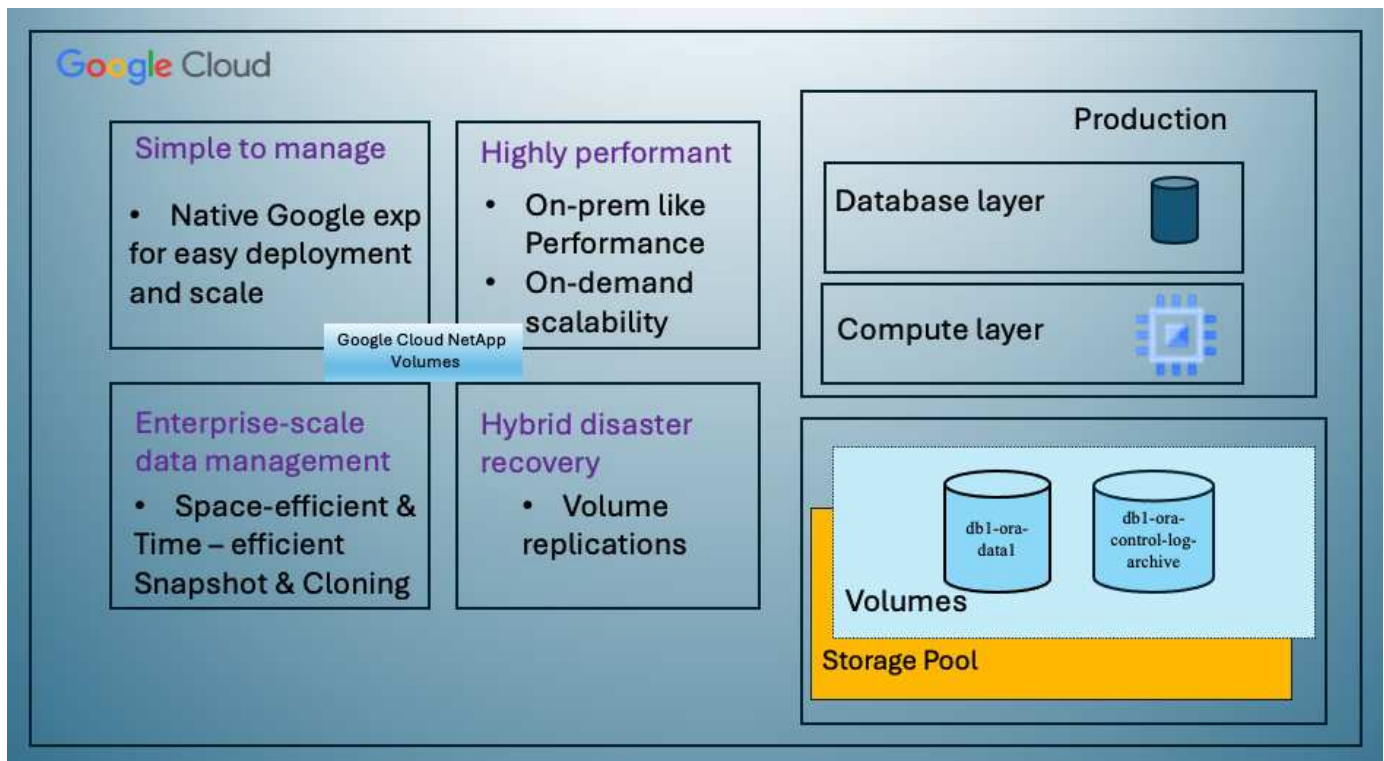 Google Cloud
Simple to manage
• Native Google exp
for easy deployment
and scale
Highly performant
• On-prem like
Performance
• On-demand
scalability
Google Cloud NetApp
Volumes
Enterprise-scale
data management
• Space-efficient &
Time – efficient
Snapshot & Cloning
Hybrid disaster
recovery
• Volume
replications
Production
Database layer
Compute layer
db1-ora-
data1
db1-ora-
control-log-
archive
Volumes
Storage Pool